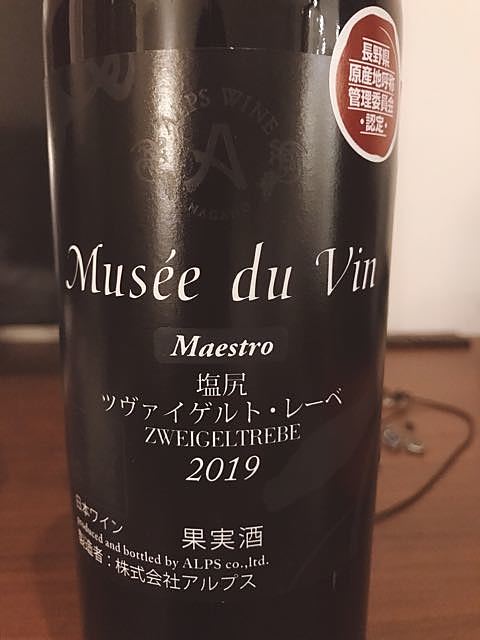 長野県
原産地呼称
管理委員会
・認定・
ALPS WINE
A
NAGANO
Musée du Vin
Maestro
塩尻
ツヴァイゲルト・レーベ
ZWEIGELTREBE
2019
日本ワイン
果実酒
produced and bottled by ALPS co.,ltd.
製造者：株式会社アルプス